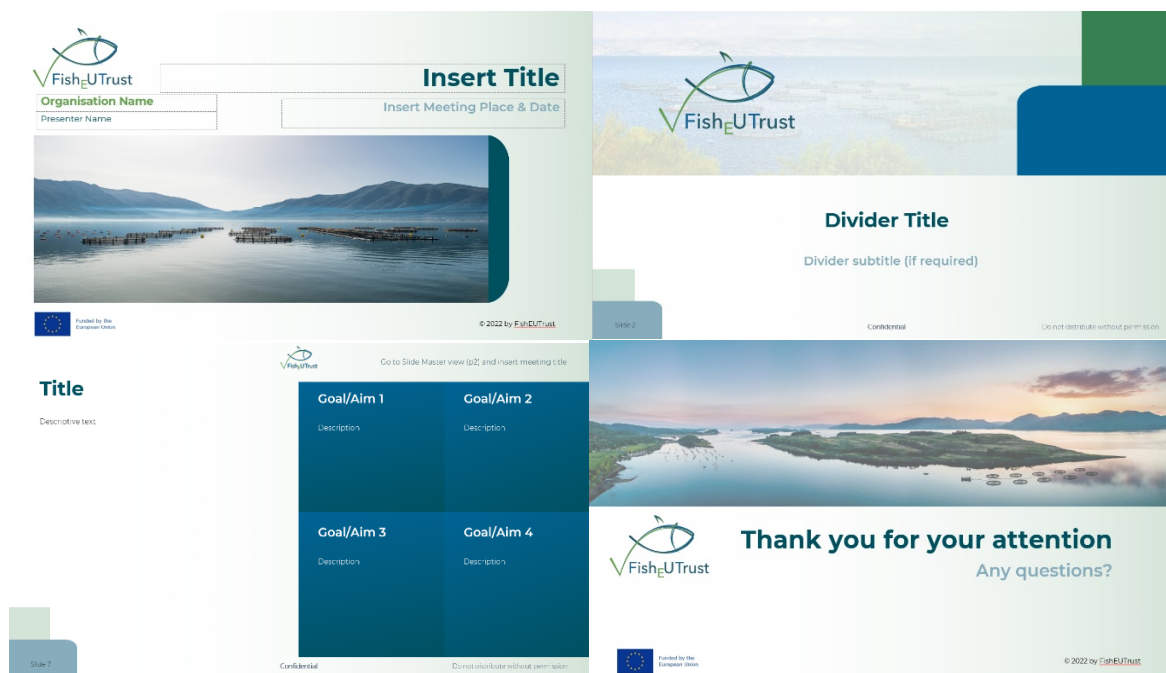 FishEUTrust
Insert Title
Organisation Name
Insert Meeting Place & Date
Presenter Name
Funded by the
European Union
© 2022 by FishEUTrust
FishEUTrust
Divider Title
Divider subtitle (if required)
Slide 2
Confidential
Do not distribute without permission
FishEUTrust
Go to Slide Master view (p2) and insert meeting title
Title
Descriptive text
Goal/Aim 1
Description
Goal/Aim 2
Description
Goal/Aim 3
Description
Goal/Aim 4
Description
Slide 7
Confidential
Do not distribute without permission
FishEUTrust
Thank you for your attention
Any questions?
Funded by the
European Union
© 2022 by FishEUTrust